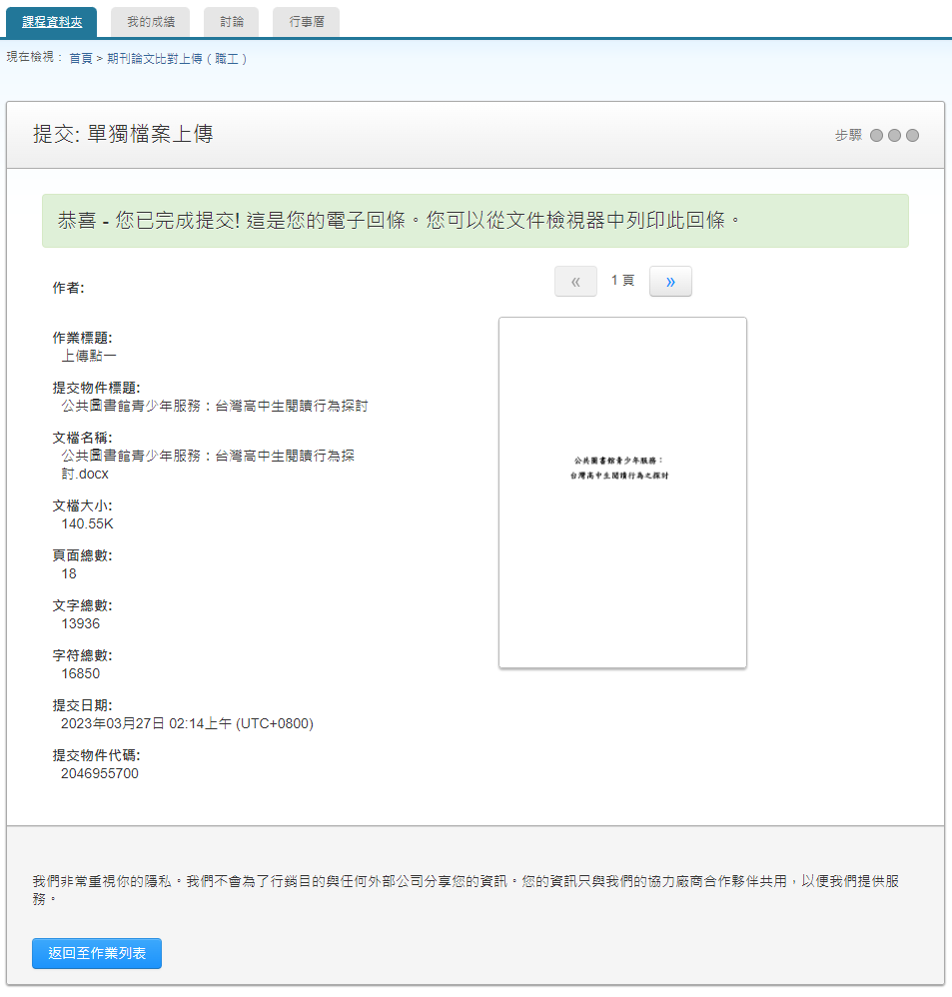 課程資料夾 我的成績 討論 行事曆
現在檢視： 首頁 > 期刊論文比對上傳 ( 職工 )
提交: 單獨檔案上傳
步驟
恭喜 - 您已完成提交! 這是您的電子回條。您可以從文件檢視器中列印此回條。
« 1 頁 »
作者:
作業標題:
上傳點一
提交物件標題:
公共圖書館青少年服務：台灣高中生閱讀行為探討
文檔名稱:
公共圖書館青少年服務：台灣高中生閱讀行為探
討.docx
文檔大小:
140.55K
頁面總數:
18
文字總數:
13936
字符總數:
16850
提交日期:
2023年03月27日 02:14上午 (UTC+0800)
提交物件代碼:
2046955700
公共圖書館青少年服務：
台灣高中生閱讀行為之探討
我們非常重視你的隱私。我們不會為了行銷目的與任何外部公司分享您的資訊。您的資訊只與我們的協力廠商合作夥伴共用，以便我們提供服
務。
返回至作業列表